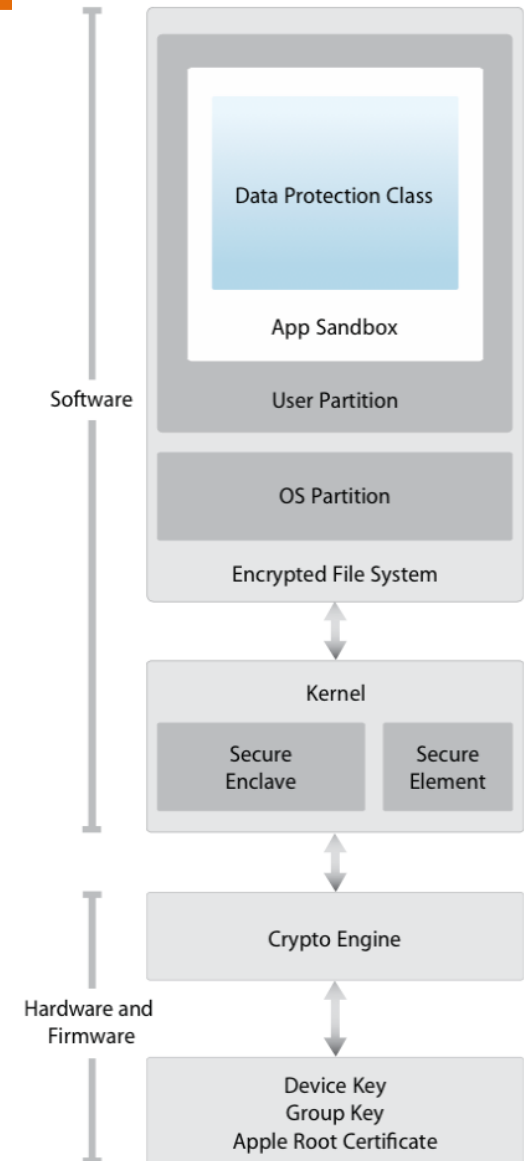 Data Protection Class
App Sandbox
Software
User Partition
OS Partition
Encrypted File System
Kernel
Secure
Enclave
Secure
Element
Crypto Engine
Hardware and
Firmware
Device Key
Group Key
Apple Root Certificate